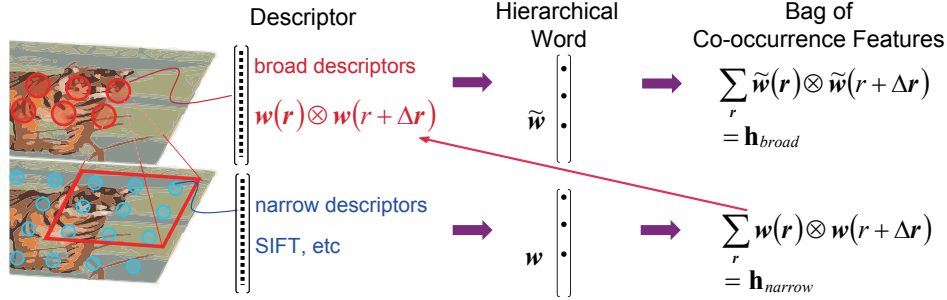 Descriptor
Hierarchical
Word
Bag of
Co-occurrence Features
broad descriptors
w(r)⊗ w(r + Δr)
w̃
∑ w̃(r)⊗ w̃(r + Δr)
r
= h_broad
narrow descriptors
SIFT, etc
w
∑ w(r)⊗ w(r + Δr)
r
= h_narrow